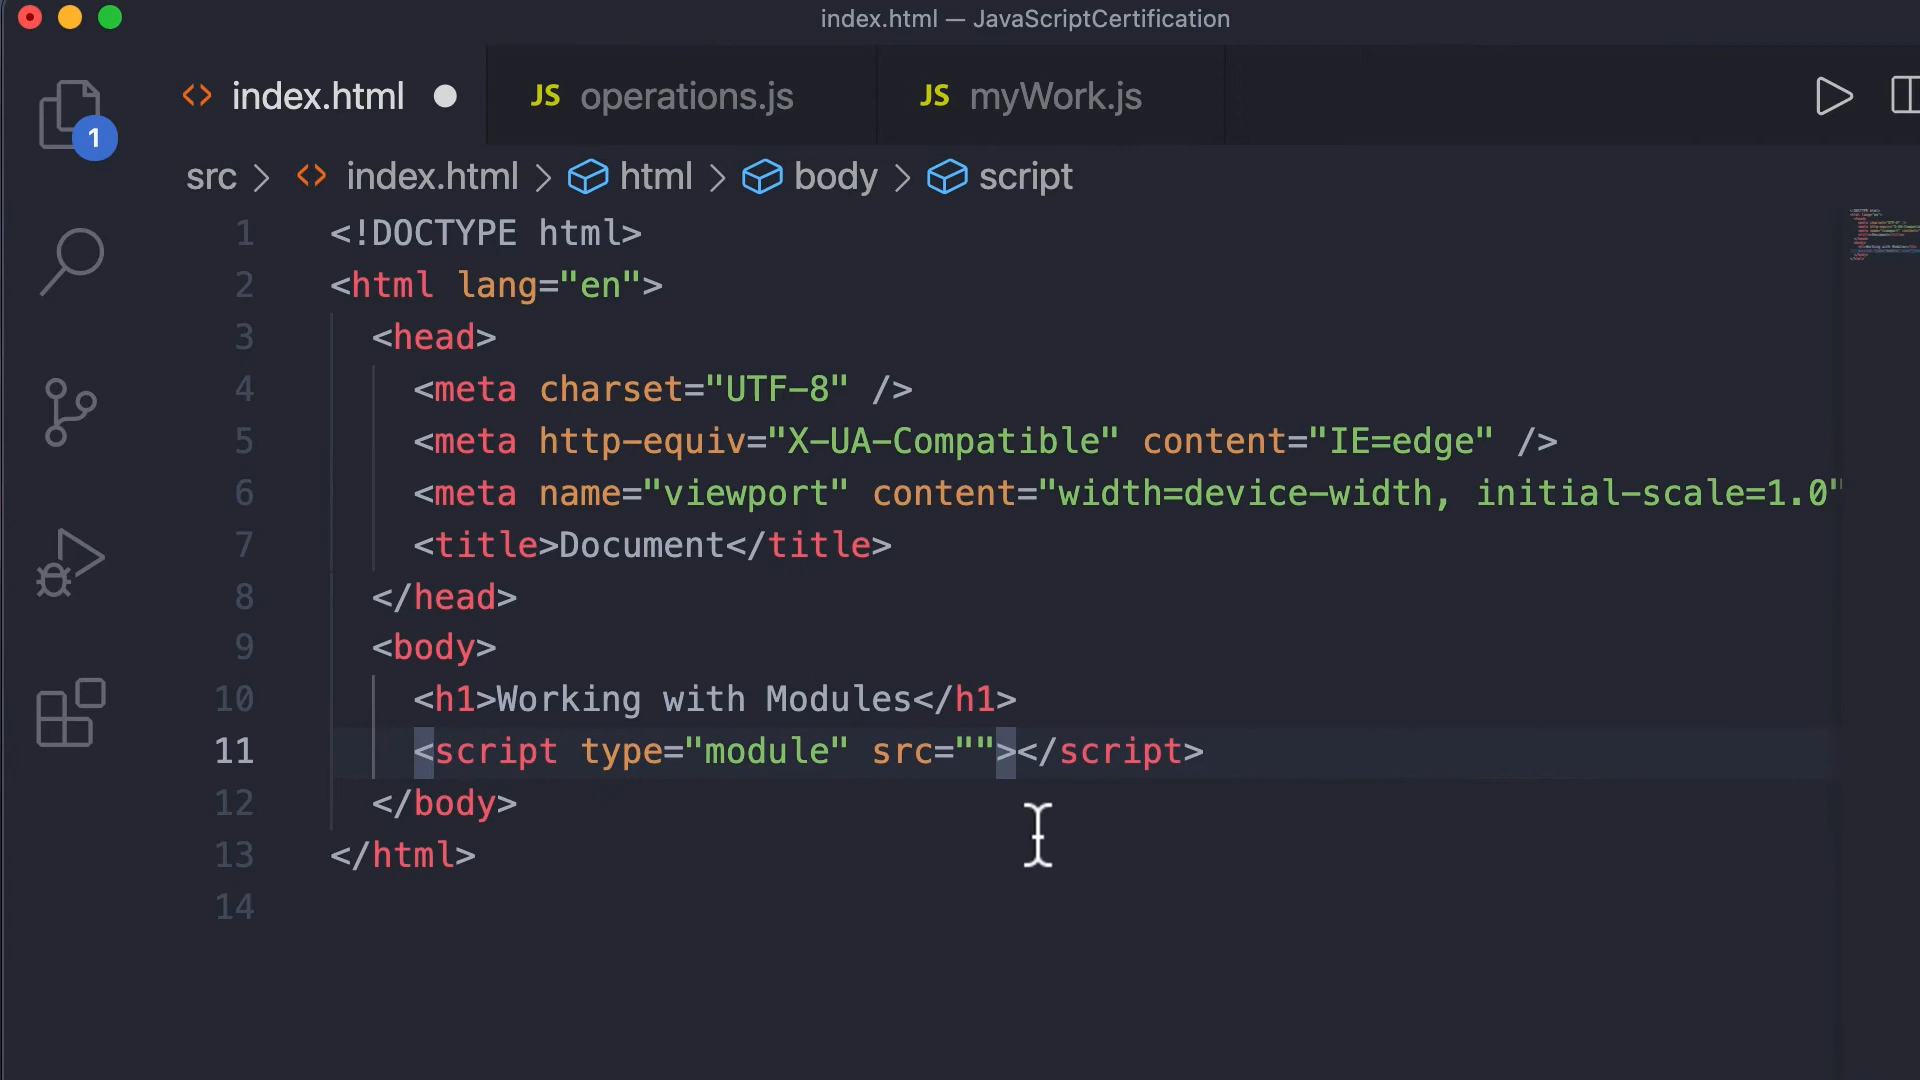 index.html — JavaScriptCertification
<> index.html JS operations.js JS myWork.js
1
src > <> index.html > html > body > script
1 <!DOCTYPE html>
2 <html lang="en">
3 <head>
4 <meta charset="UTF-8" />
5 <meta http-equiv="X-UA-Compatible" content="IE=edge" />
6 <meta name="viewport" content="width=device-width, initial-scale=1.0"
7 <title>Document</title>
8 </head>
9 <body>
10 <h1>Working with Modules</h1>
11 <script type="module" src=""></script>
12 </body>
13 </html>
14